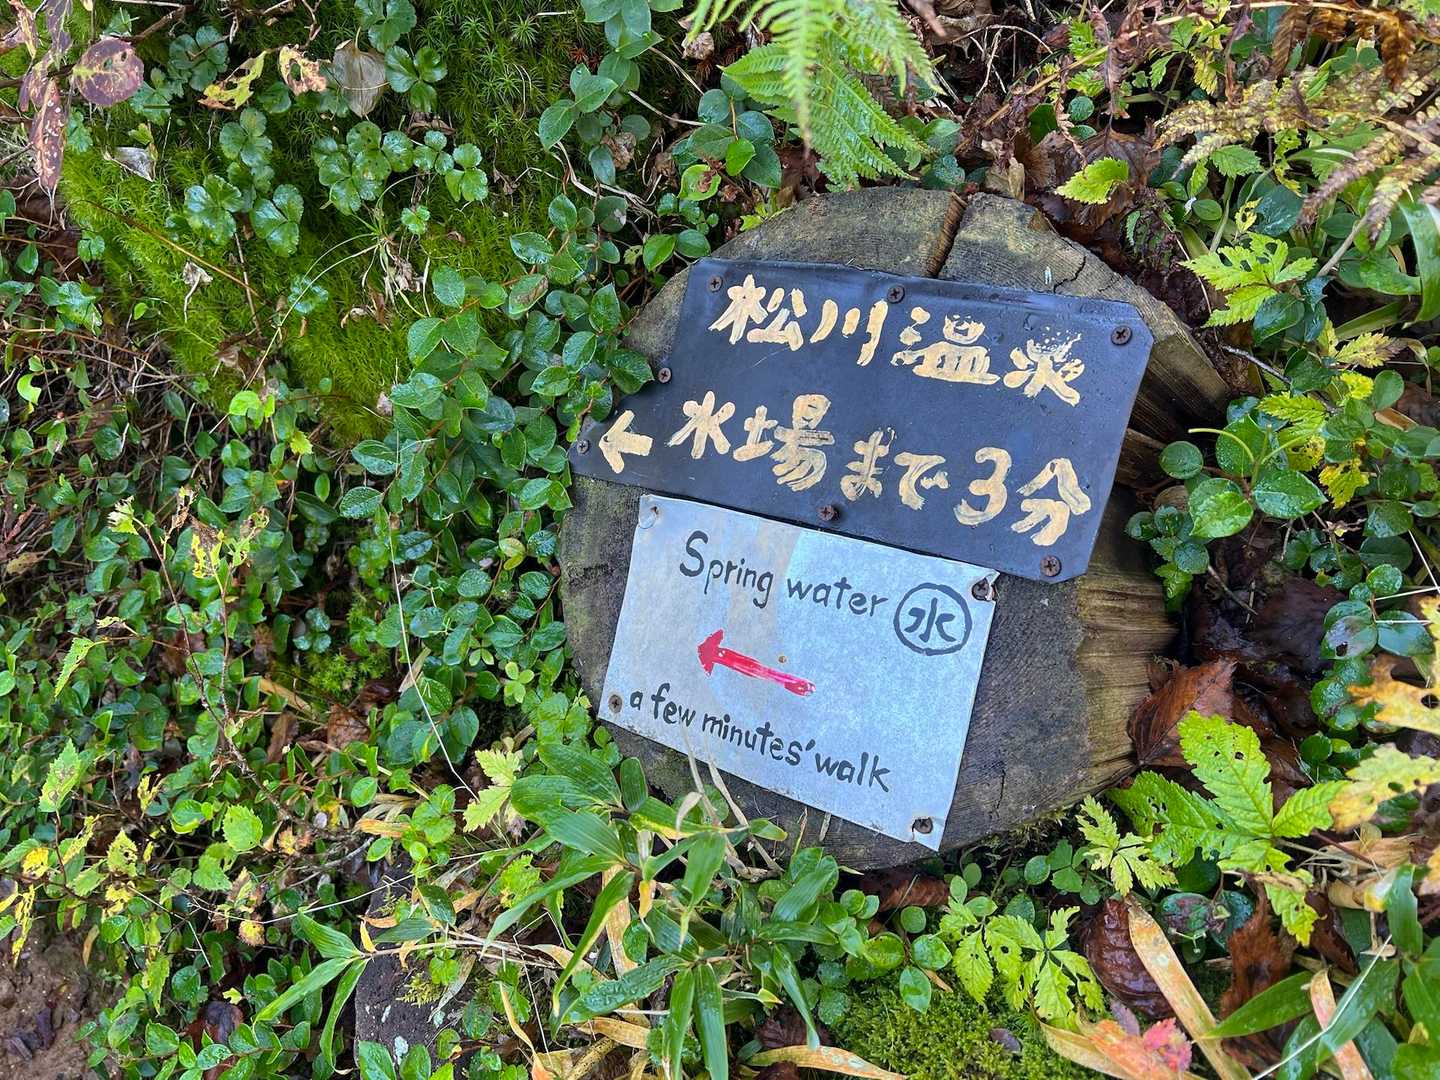 松川温泉
← 水場まで3分
Spring water ㊌
←
a few minutes' walk